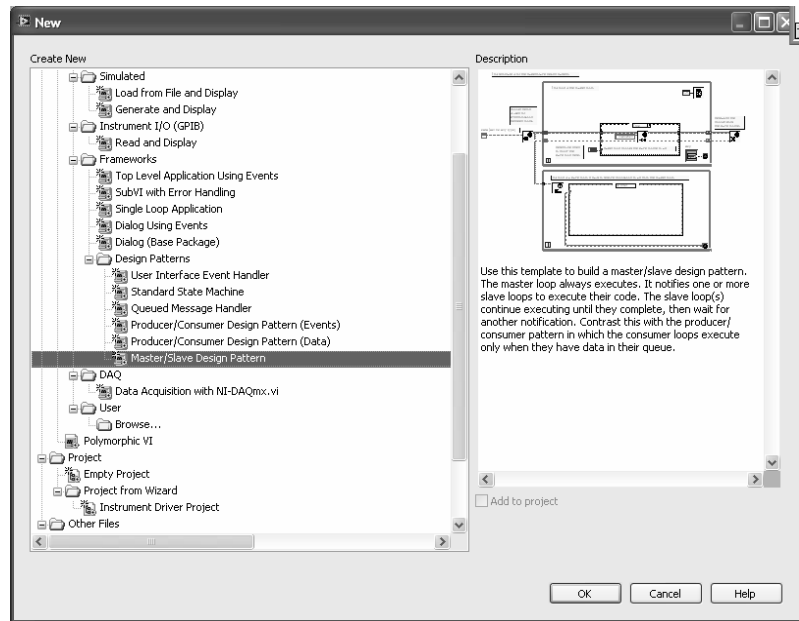 New
Create New
Simulated
Load from File and Display
Generate and Display
Instrument I/O (GPIB)
Read and Display
Frameworks
Top Level Application Using Events
SubVI with Error Handling
Single Loop Application
Dialog Using Events
Dialog (Base Package)
Design Patterns
User Interface Event Handler
Standard State Machine
Queued Message Handler
Producer/Consumer Design Pattern (Events)
Producer/Consumer Design Pattern (Data)
Master/Slave Design Pattern
DAQ
Data Acquisition with NI-DAQmx.vi
User
Browse...
Polymorphic VI
Project
Empty Project
Project from Wizard
Instrument Driver Project
Other Files
Description
Use this template to build a master/slave design pattern.
The master loop always executes. It notifies one or more
slave loops to execute their code. The slave loop(s)
continue executing until they complete, then wait for
another notification. Contrast this with the producer/
consumer pattern in which the consumer loops execute
only when they have data in their queue.
Add to project
OK
Cancel
Help